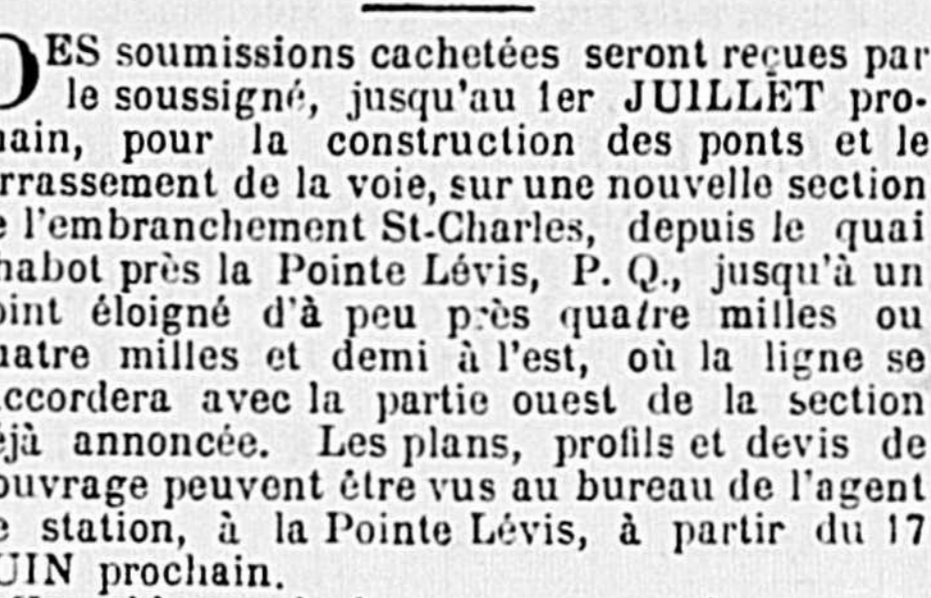 DES soumissions cachetées seront reçues par
le soussigné, jusqu'au 1er JUILLET pro-
hain, pour la construction des ponts et le
rrassement de la voie, sur une nouvelle section
e l'embranchement St-Charles, depuis le quai
habot près la Pointe Lévis, P. Q., jusqu'à un
oint éloigné d'à peu près quatre milles ou
uatre milles et demi à l'est, où la ligne se
accordera avec la partie ouest de la section
éjà annoncée. Les plans, profils et devis de
ouvrage peuvent être vus au bureau de l'agent
e station, à la Pointe Lévis, à partir du 17
UIN prochain.